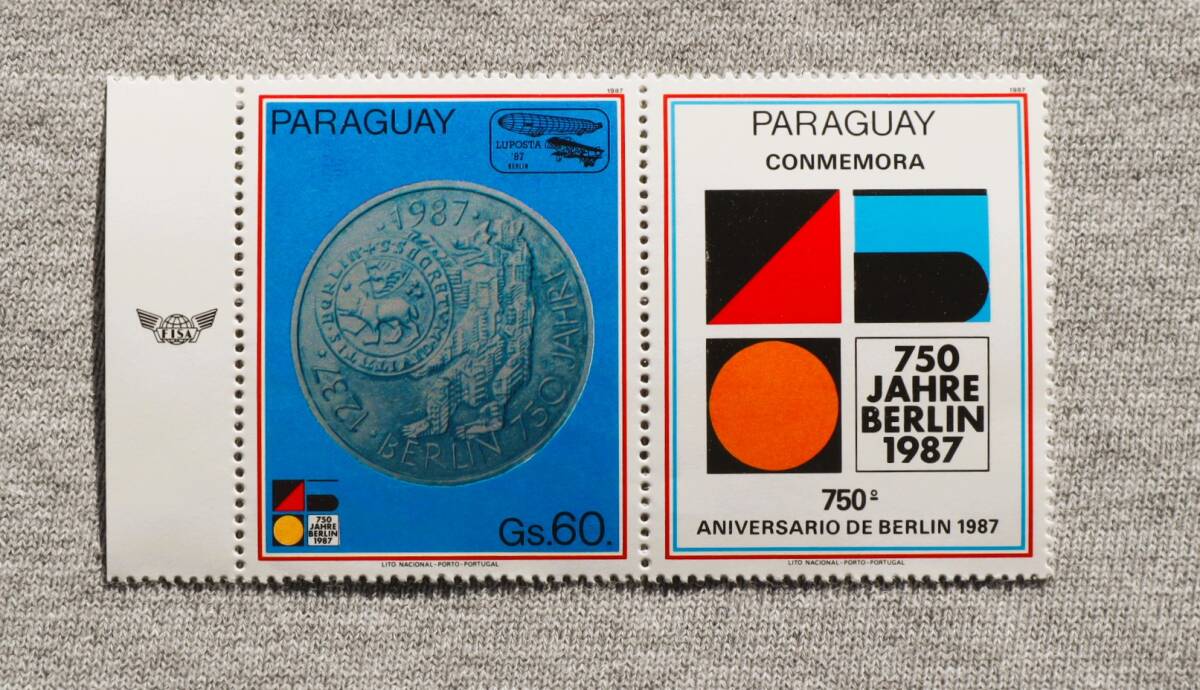 FISA
1987
PARAGUAY
LUPOSTA
'87
BERLIN
·1987·
1237·
BERLIN 750 JAHRE
750
JAHRE
BERLIN
1987
Gs.60.
LITO NACIONAL-PORTO-PORTUGAL
1987
PARAGUAY
CONMEMORA
750
JAHRE
BERLIN
1987
750º
ANIVERSARIO DE BERLIN 1987
LITO NACIONAL-PORTO-PORTUGAL